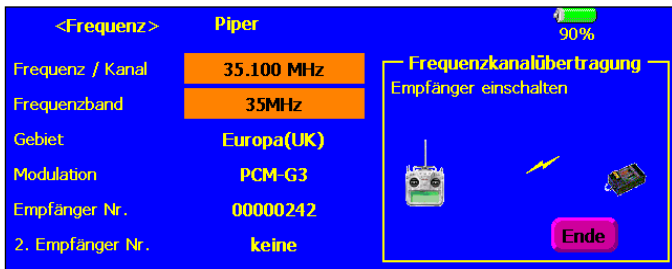 <Frequenz> Piper
90%
Frequenz / Kanal 35.100 MHz
Frequenzband 35MHz
Gebiet Europa(UK)
Modulation PCM-G3
Empfänger Nr. 00000242
2. Empfänger Nr. keine
Frequenzkanalübertragung
Empfänger einschalten
Ende